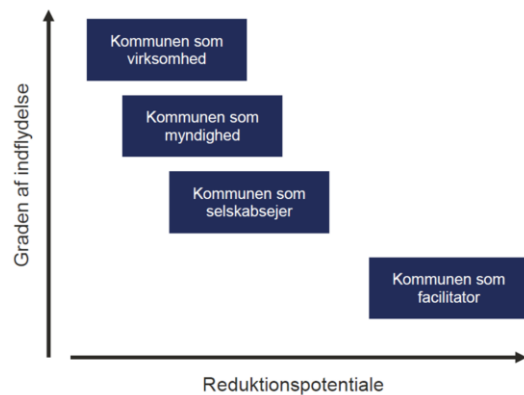 Kommunen som
virksomhed
Kommunen som
myndighed
Kommunen som
selskabsejer
Kommunen som
facilitator
Graden af indflydelse
Reduktionspotentiale